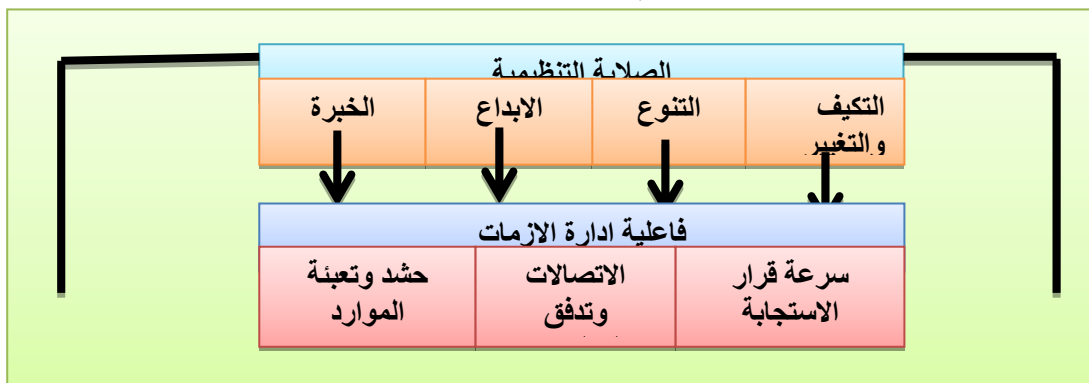 الصلابة التنظيمية
التكيف
والتغيير
التنوع
الابداع
الخبرة
فاعلية ادارة الازمات
سرعة قرار
الاستجابة
الاتصالات
وتدفق
حشد وتعبئة
الموارد